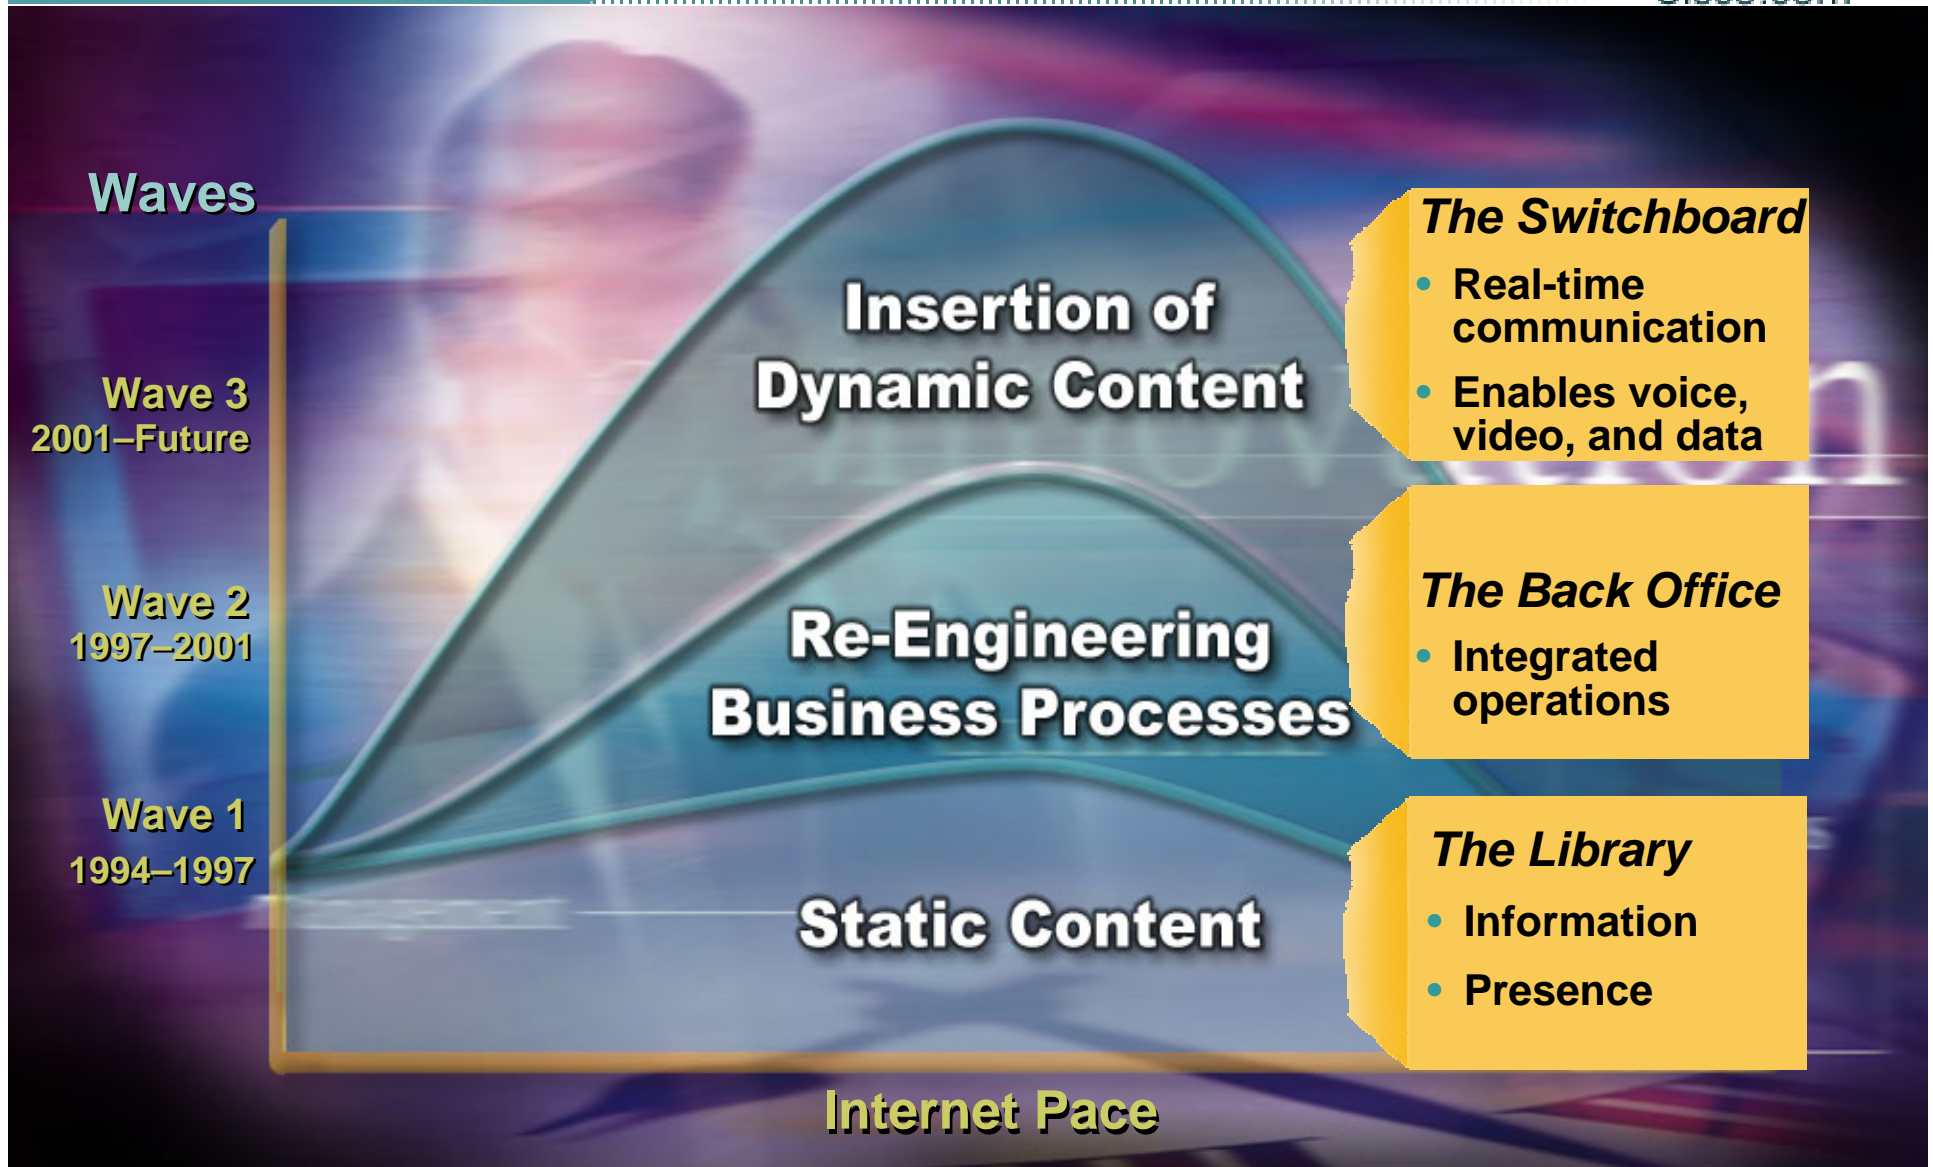 Waves
Wave 3
2001–Future
Wave 2
1997–2001
Wave 1
1994–1997
Insertion of
Dynamic Content
Re-Engineering
Business Processes
Static Content
The Switchboard
• Real-time
communication
• Enables voice,
video, and data
The Back Office
• Integrated
operations
The Library
• Information
• Presence
Internet Pace